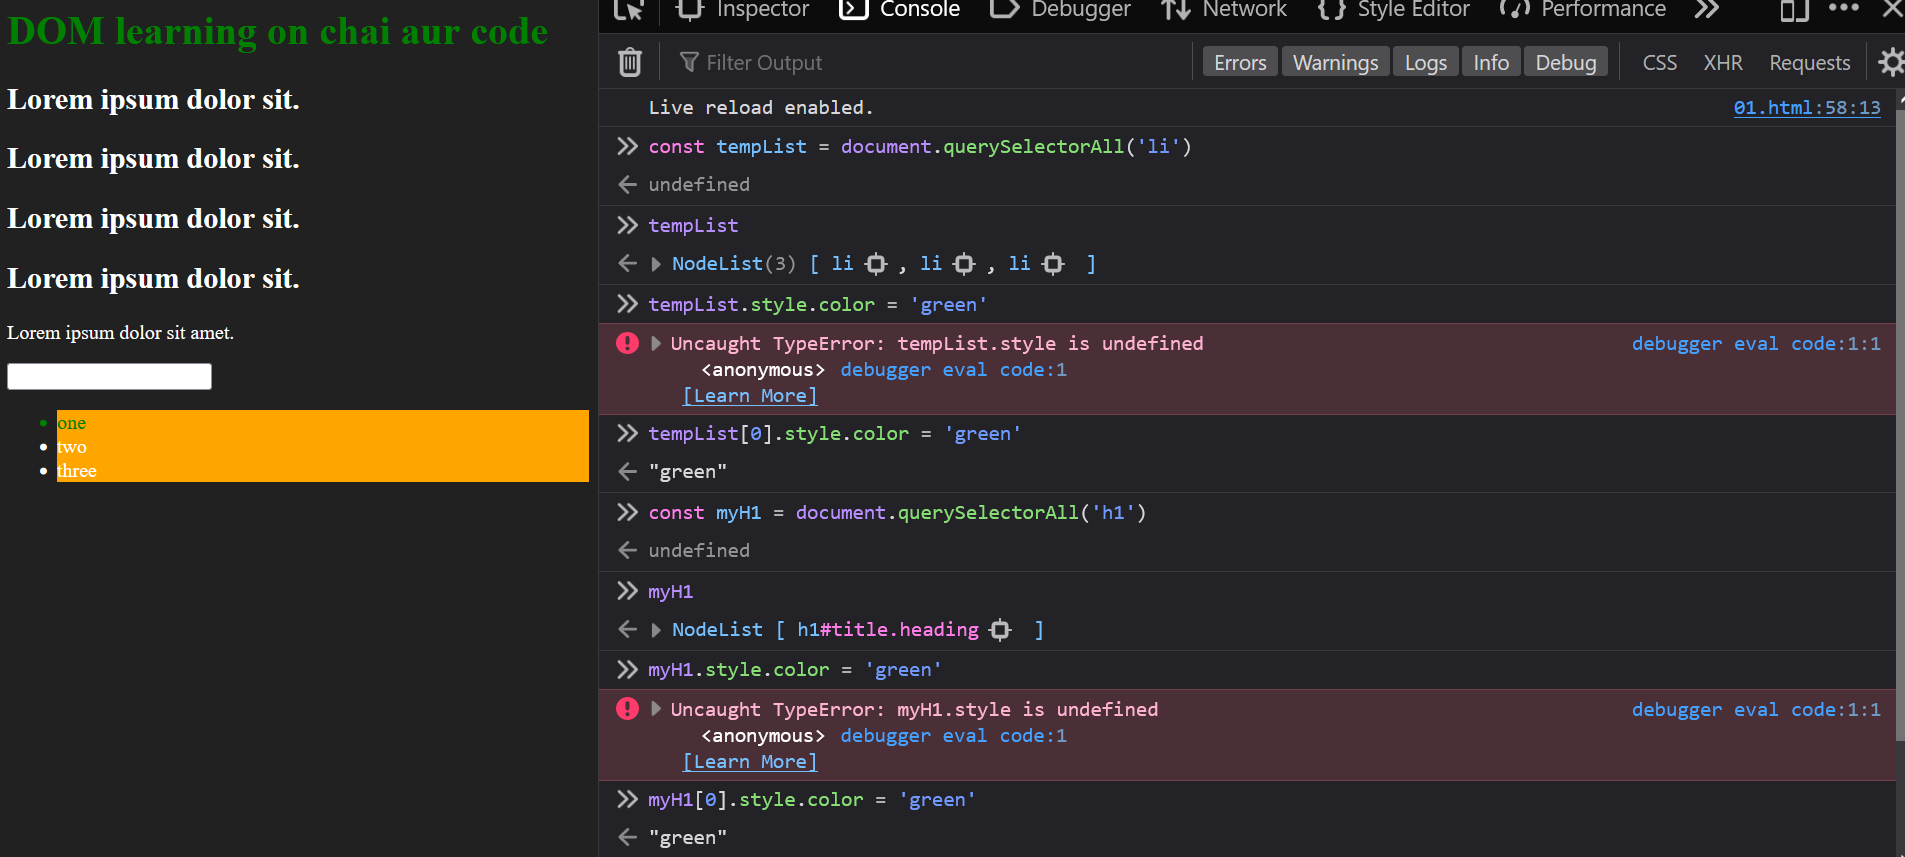 DOM learning on chai aur code
Lorem ipsum dolor sit.
Lorem ipsum dolor sit.
Lorem ipsum dolor sit.
Lorem ipsum dolor sit.
Lorem ipsum dolor sit amet.
one
two
three
Inspector Console Debugger Network {} Style Editor Performance
Filter Output Errors Warnings Logs Info Debug CSS XHR Requests
Live reload enabled. 01.html:58:13
const tempList = document.querySelectorAll('li')
undefined
tempList
NodeList(3) [ li , li , li ]
tempList.style.color = 'green'
Uncaught TypeError: tempList.style is undefined debugger eval code:1:1
<anonymous> debugger eval code:1
[Learn More]
tempList[0].style.color = 'green'
"green"
const myH1 = document.querySelectorAll('h1')
undefined
myH1
NodeList [ h1#title.heading ]
myH1.style.color = 'green'
Uncaught TypeError: myH1.style is undefined debugger eval code:1:1
<anonymous> debugger eval code:1
[Learn More]
myH1[0].style.color = 'green'
"green"